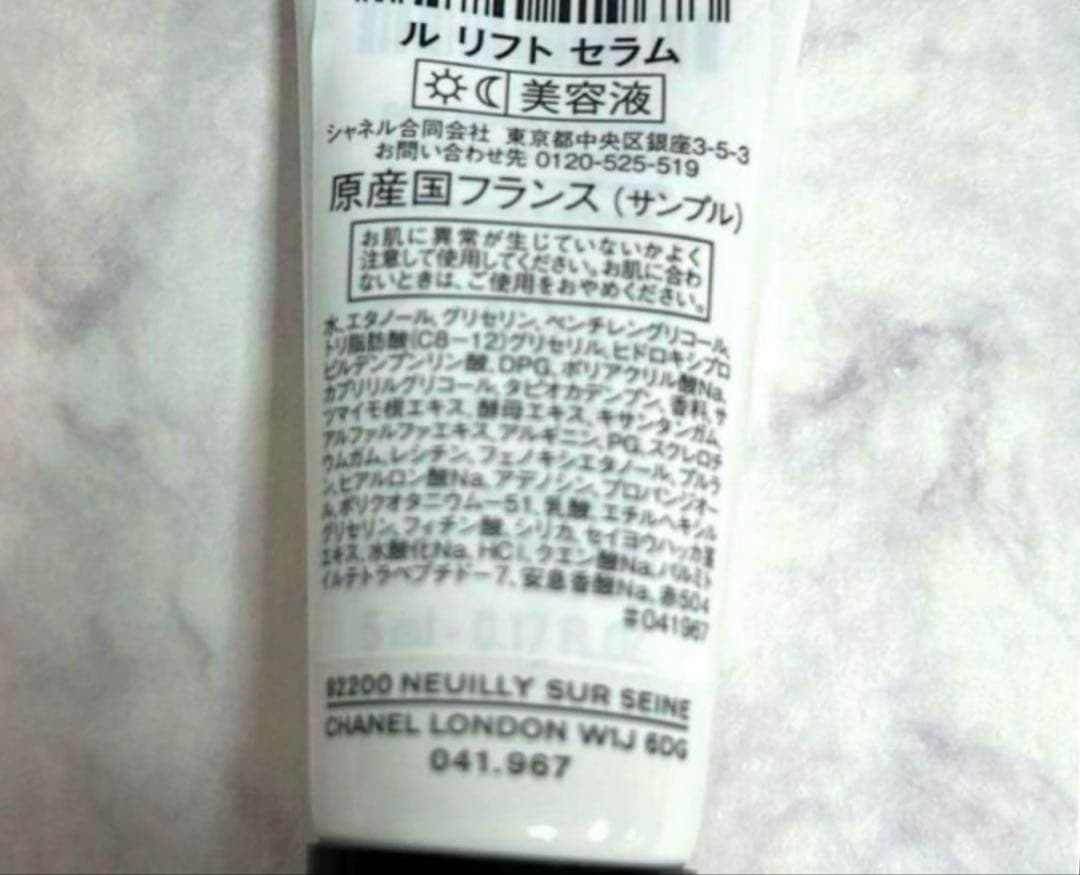 ル リフト セラム
美容液
シャネル合同会社 東京都中央区銀座3-5-3
お問い合わせ先 0120-525-519
原産国フランス (サンプル)
お肌に異常が生じていないかよく
注意して使用してください。お肌に合わ
ないときは、ご使用をおやめください。
水、エタノール、グリセリン、ペンチレングリコール、
トリ脂肪酸(C8-12)グリセリル、ヒドロキシプロ
ピルデンプンリン酸、DPG、ポリアクリル酸Na、
カプリリルグリコール、タピオカデンプン、香料、サ
ツマイモ根エキス、酵母エキス、キサンタンガム、
アルファルファエキス、アルギニン、PG、スクレロチ
ウムガム、レシチン、フェノキシエタノール、プルラ
ン、ヒアルロン酸Na、アデノシン、プロパンジオー
ル、ポリクオタニウム-51、乳酸、エチルヘキシル
グリセリン、フィチン酸、シリカ、セイヨウハッカ葉
エキス、水酸化Na、HCl、クエン酸Na、パルミト
イルテトラペプチド-7、安息香酸Na、赤504
#041967
5 ml - 0.17 fl. oz
92200 NEUILLY SUR SEINE
CHANEL LONDON W1J 6DG
041.967